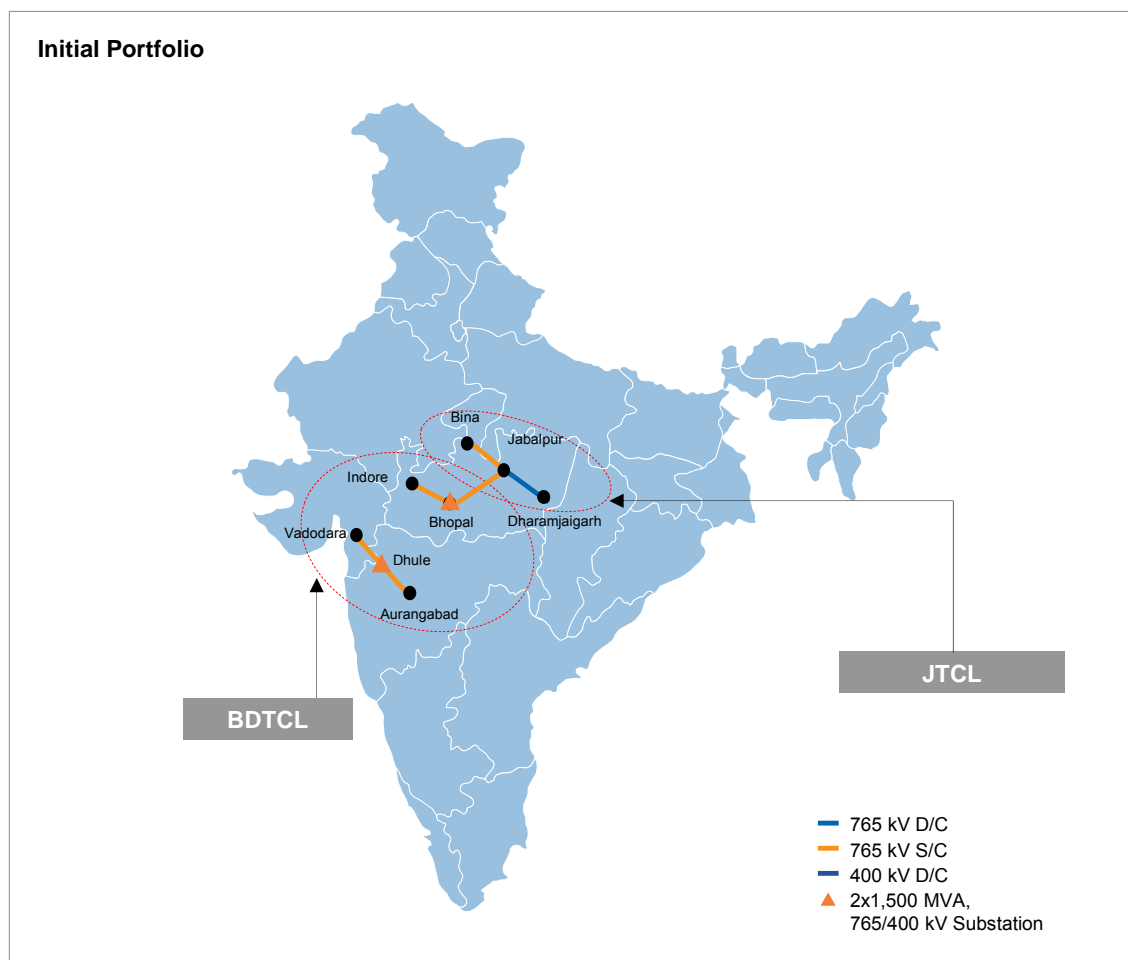 Initial Portfolio
Bina
Jabalpur
Indore
Bhopal
Dharamjaigarh
Vadodara
Dhule
Aurangabad
JTCL
BDTCL
765 kV D/C
765 kV S/C
400 kV D/C
2x1,500 MVA,
765/400 kV Substation